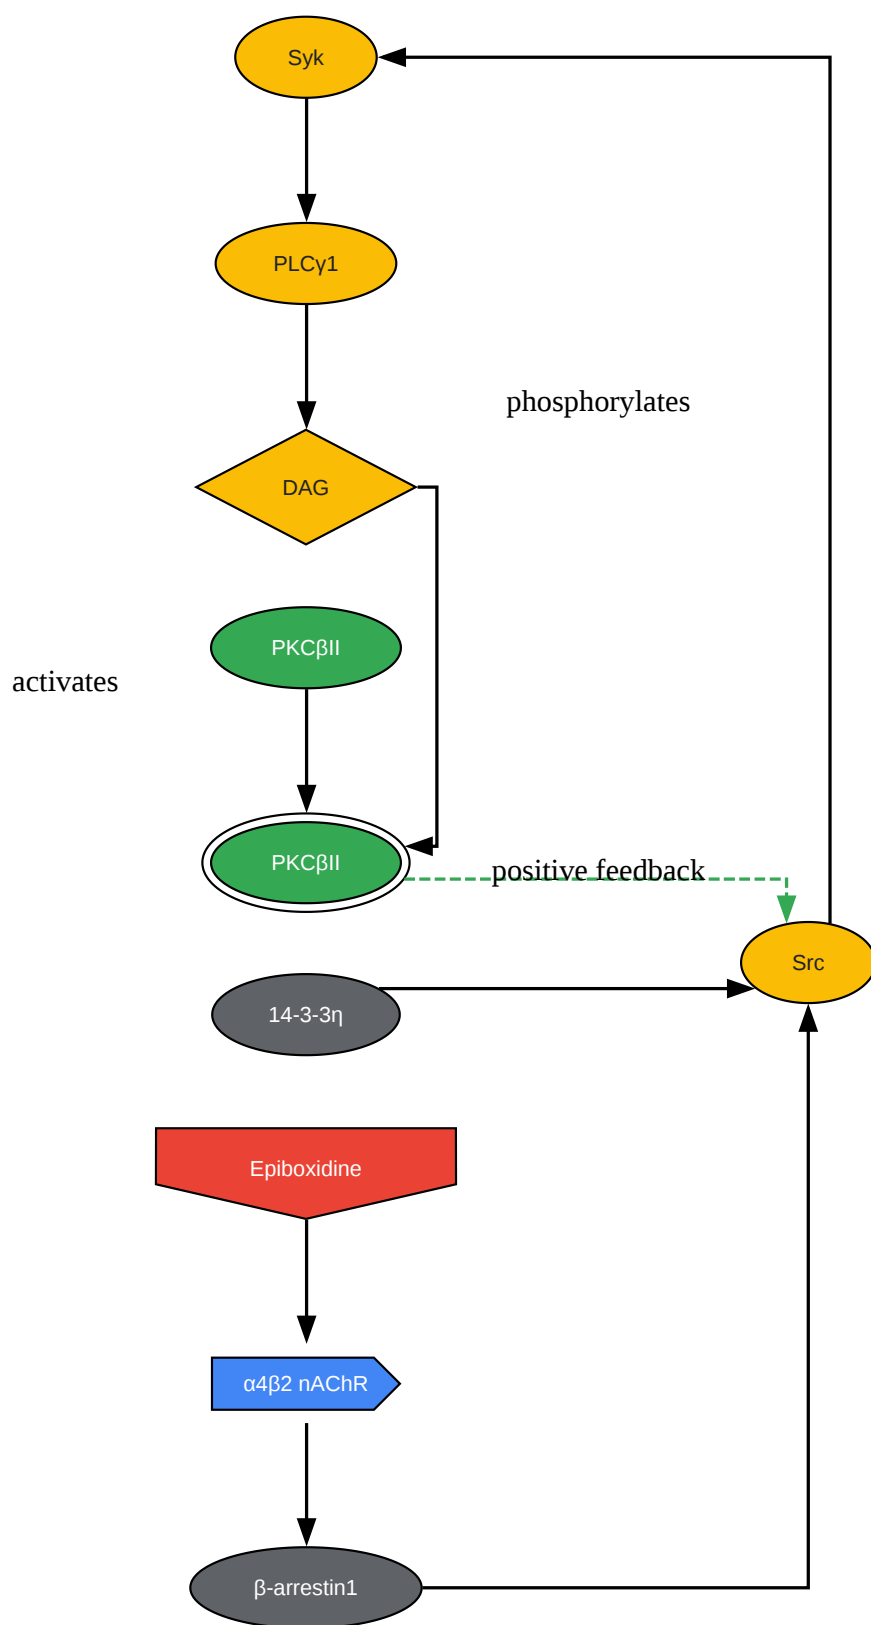 Syk
PLCγ1
phosphorylates
DAG
PKCβII
activates
PKCβII
positive feedback
Src
14-3-3η
Epiboxidine
α4β2 nAChR
β-arrestin1